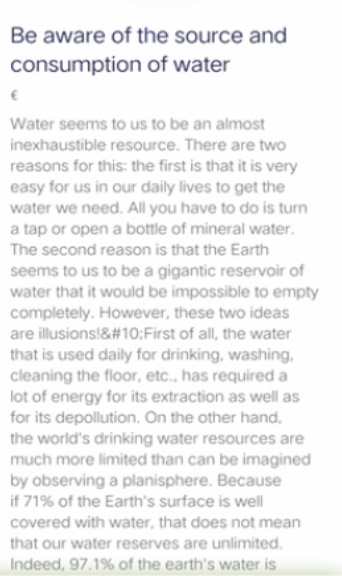 Be aware of the source and
consumption of water
€
Water seems to us to be an almost
inexhaustible resource. There are two
reasons for this: the first is that it is very
easy for us in our daily lives to get the
water we need. All you have to do is turn
a tap or open a bottle of mineral water.
The second reason is that the Earth
seems to us to be a gigantic reservoir of
water that it would be impossible to empty
completely. However, these two ideas
are illusions!&#10;First of all, the water
that is used daily for drinking, washing,
cleaning the floor, etc., has required a
lot of energy for its extraction as well as
for its depollution. On the other hand,
the world's drinking water resources are
much more limited than can be imagined
by observing a planisphere. Because
if 71% of the Earth's surface is well
covered with water, that does not mean
that our water reserves are unlimited.
Indeed, 97.1% of the earth's water is